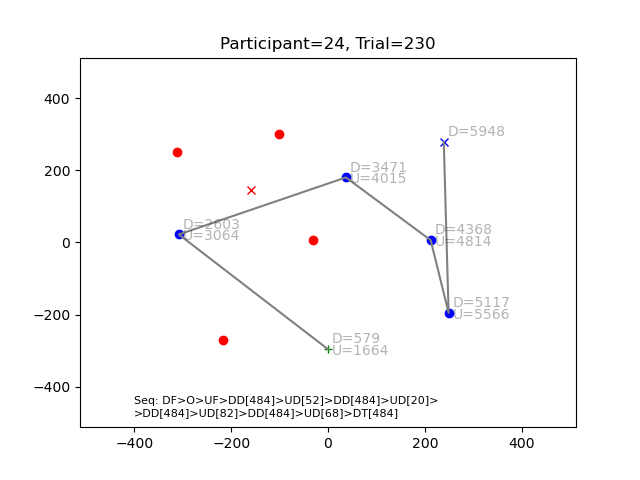 Participant=24, Trial=230
400
200
0
−200
−400
D=5948
D=3471
U=4015
D=2603
U=3064
D=4368
U=4814
D=5117
U=5566
D=579
U=1664
Seq: DF>O>UF>DD[484]>UD[52]>DD[484]>UD[20]>
>DD[484]>UD[82]>DD[484]>UD[68]>DT[484]
−400 −200 0 200 400